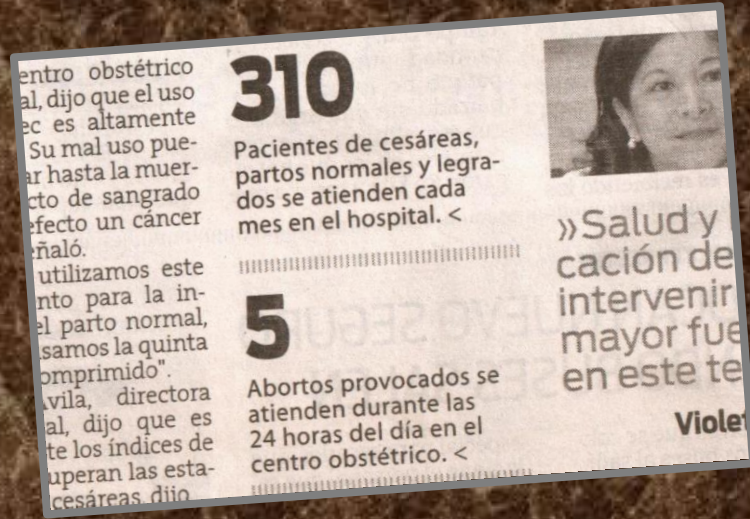 entro obstétrico
al, dijo que el uso
ec es altamente
Su mal uso pue-
ar hasta la muer-
cto de sangrado
efecto un cáncer
eñaló.
utilizamos este
nto para la in-
el parto normal,
samos la quinta
omprimido".
vila, directora
al, dijo que es
te los índices de
uperan las esta-
cesáreas, dijo
310
Pacientes de cesáreas,
partos normales y legra-
dos se atienden cada
mes en el hospital. <
5
Abortos provocados se
atienden durante las
24 horas del día en el
centro obstétrico. <
»Salud y
cación de
intervenir
mayor fue
en este te
Violet